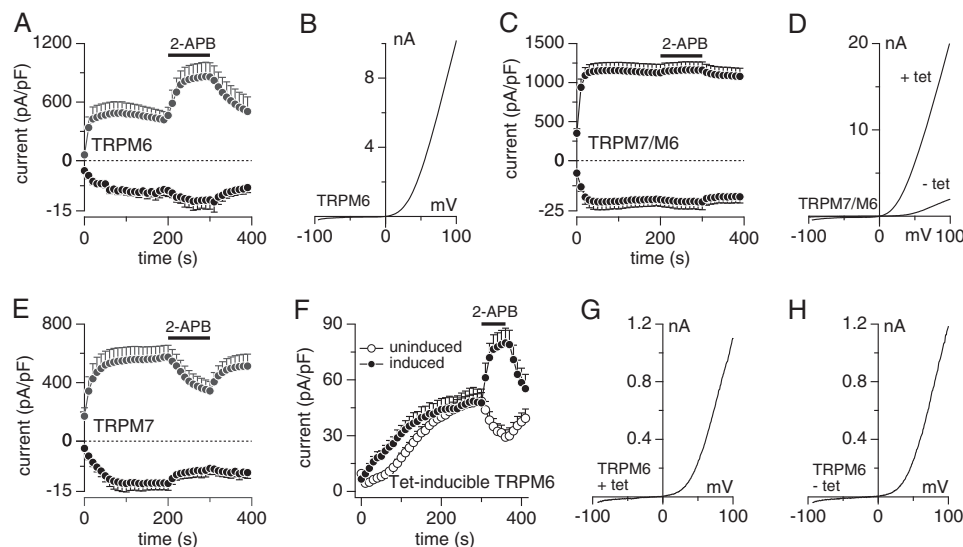 A
2-APB
1200
600
0
-15
current (pA/pF)
TRPM6
0 200 400
time (s)
B
nA
8
4
TRPM6
mV
-100 0 100
C
2-APB
1500
1250
1000
750
500
250
0
-25
current (pA/pF)
TRPM7/M6
0 200 400
time (s)
D
20
nA
+ tet
10
- tet
TRPM7/M6
mV
-100 0 100
E
2-APB
800
400
0
-15
current (pA/pF)
TRPM7
0 200 400
time (s)
F
2-APB
90
60
30
0
current (pA/pF)
uninduced
induced
Tet-inducible TRPM6
0 200 400
time (s)
G
1.2
nA
0.8
0.4
TRPM6
+ tet
mV
-100 0 100
H
1.2
nA
0.8
0.4
TRPM6
- tet
mV
-100 0 100